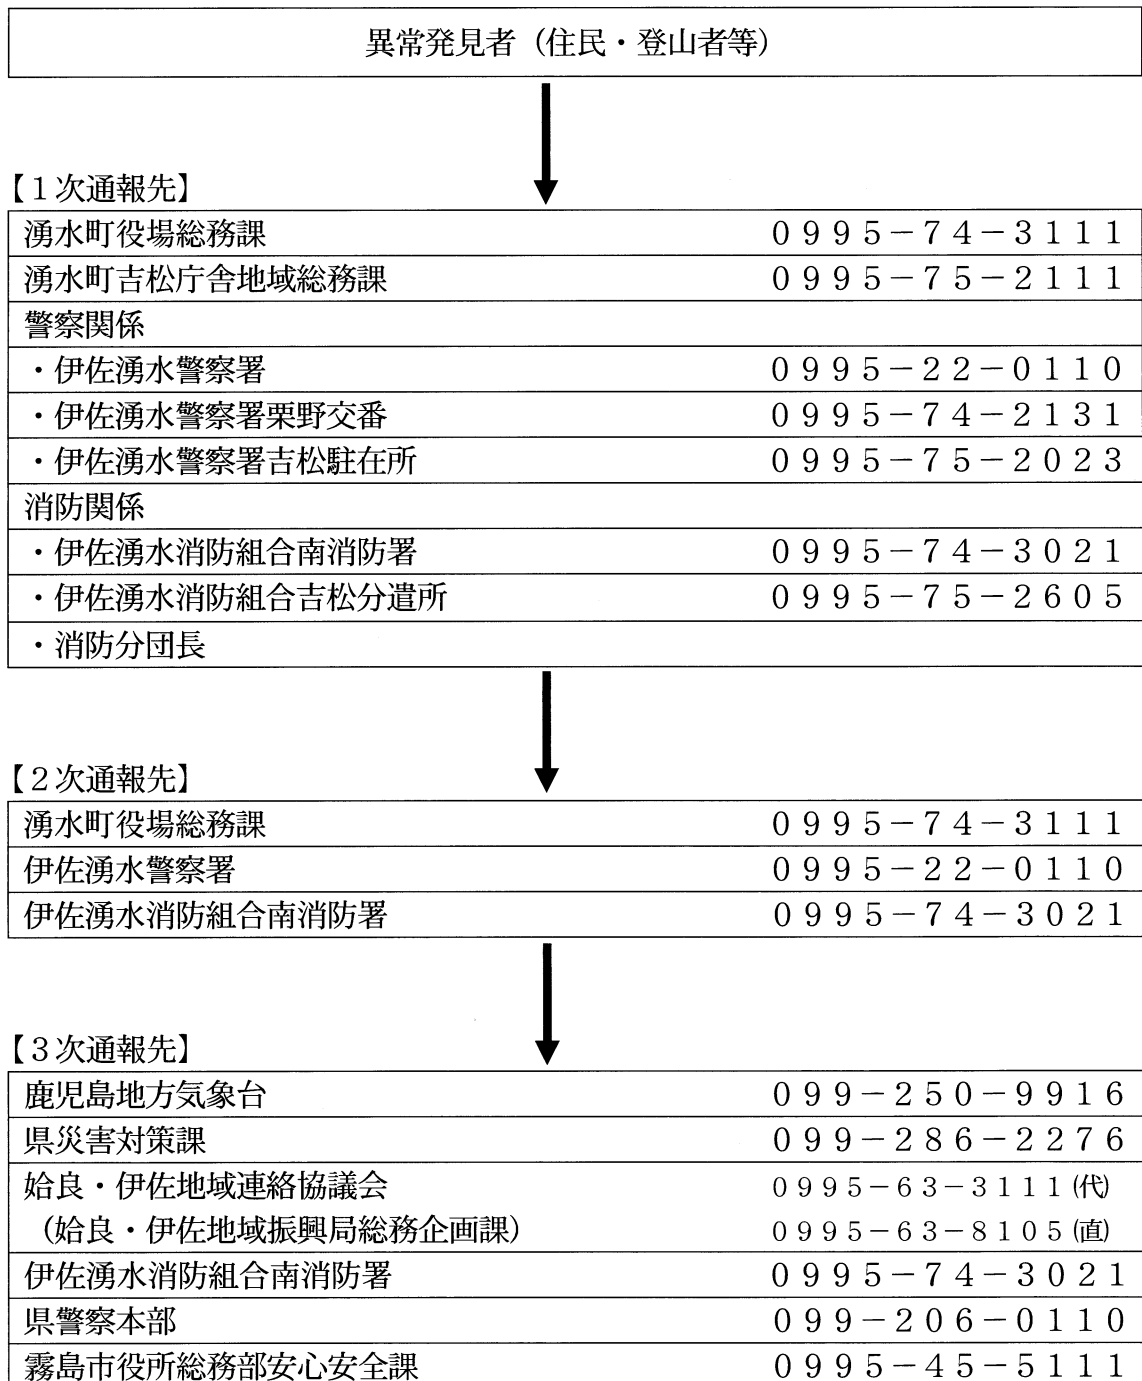 異常発見者（住民・登山者等）
【１次通報先】
湧水町役場総務課 ０９９５－７４－３１１１
湧水町吉松庁舎地域総務課 ０９９５－７５－２１１１
警察関係
・伊佐湧水警察署 ０９９５－２２－０１１０
・伊佐湧水警察署栗野交番 ０９９５－７４－２１３１
・伊佐湧水警察署吉松駐在所 ０９９５－７５－２０２３
消防関係
・伊佐湧水消防組合南消防署 ０９９５－７４－３０２１
・伊佐湧水消防組合吉松分遣所 ０９９５－７５－２６０５
・消防分団長
【２次通報先】
湧水町役場総務課 ０９９５－７４－３１１１
伊佐湧水警察署 ０９９５－２２－０１１０
伊佐湧水消防組合南消防署 ０９９５－７４－３０２１
【３次通報先】
鹿児島地方気象台 ０９９－２５０－９９１６
県災害対策課 ０９９－２８６－２２７６
姶良・伊佐地域連絡協議会 ０９９５－６３－３１１１㈹
（姶良・伊佐地域振興局総務企画課） ０９９５－６３－８１０５(直)
伊佐湧水消防組合南消防署 ０９９５－７４－３０２１
県警察本部 ０９９－２０６－０１１０
霧島市役所総務部安心安全課 ０９９５－４５－５１１１